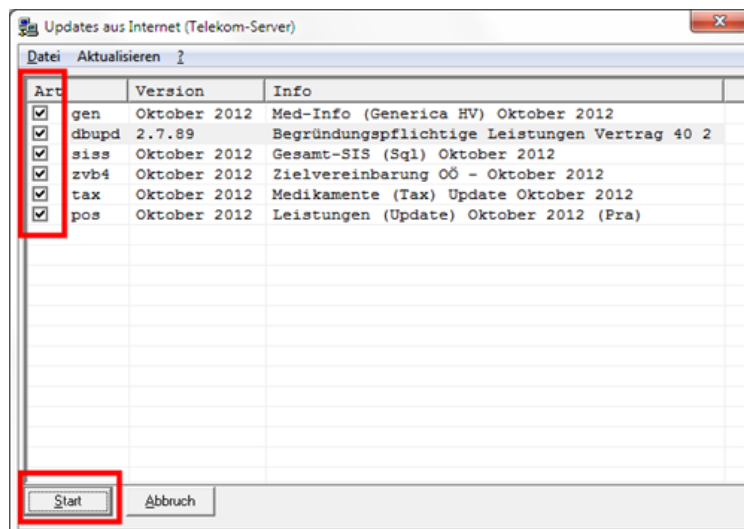 Updates aus Internet (Telekom-Server)
Datei Aktualisieren ?
Art Version Info
gen Oktober 2012 Med-Info (Generica HV) Oktober 2012
dbupd 2.7.89 Begründungspflichtige Leistungen Vertrag 40 2
siss Oktober 2012 Gesamt-SIS (Sql) Oktober 2012
zvb4 Oktober 2012 Zielvereinbarung OÖ - Oktober 2012
tax Oktober 2012 Medikamente (Tax) Update Oktober 2012
pos Oktober 2012 Leistungen (Update) Oktober 2012 (Pra)
Start Abbruch